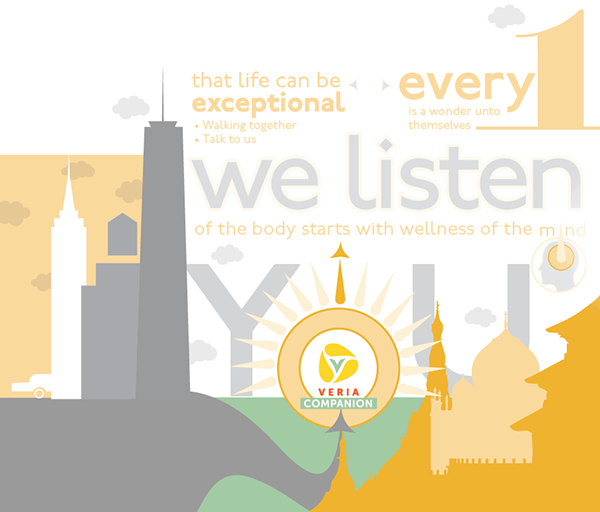 that life can be
exceptional
• Walking together
• Talk to us
every 1
is a wonder unto
themselves
we listen
of the body starts with wellness of the mind
YOU
VERIA
COMPANION